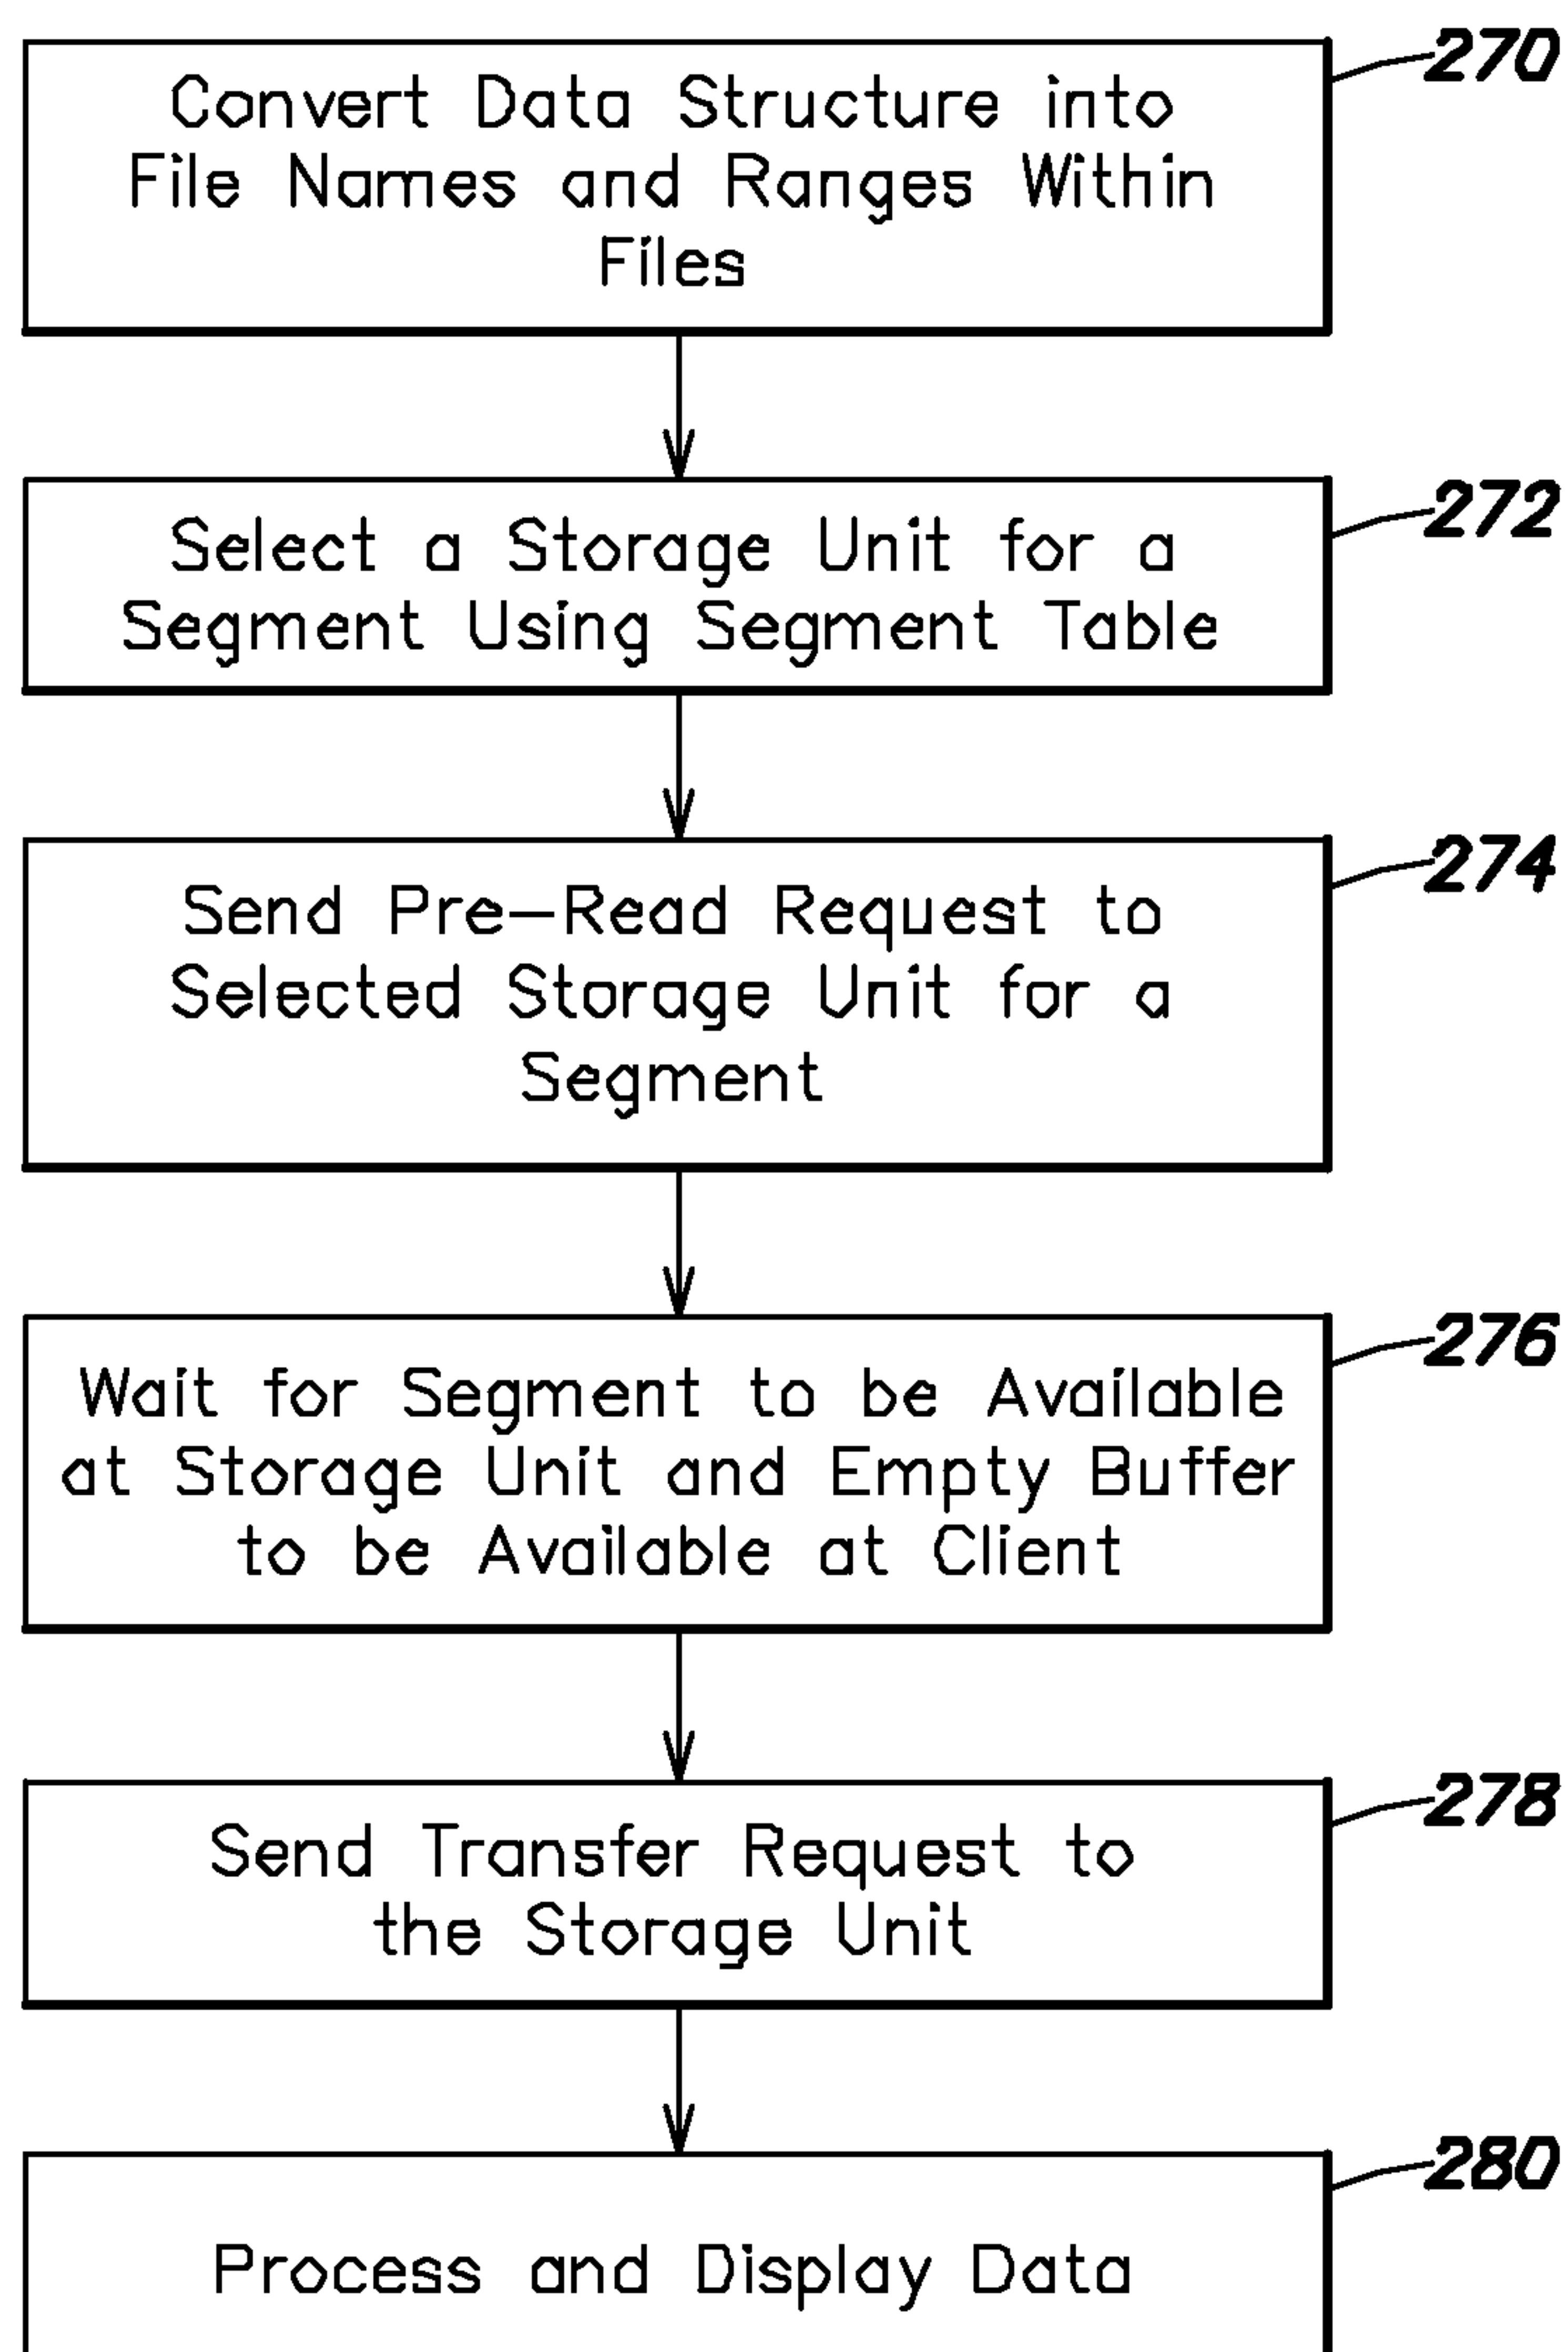 270
Convert Data Structure into
File Names and Ranges Within
Files
272
Select a Storage Unit for a
Segment Using Segment Table
274
Send Pre-Read Request to
Selected Storage Unit for a
Segment
276
Wait for Segment to be Available
at Storage Unit and Empty Buffer
to be Available at Client
278
Send Transfer Request to
the Storage Unit
280
Process and Display Data